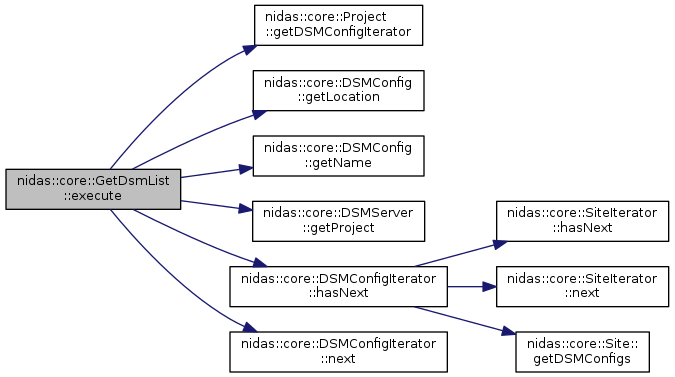 nidas::core::Project
::getDSMConfigIterator
nidas::core::DSMConfig
::getLocation
nidas::core::DSMConfig
::getName
nidas::core::GetDsmList
::execute
nidas::core::DSMServer
::getProject
nidas::core::SiteIterator
::hasNext
nidas::core::DSMConfigIterator
::hasNext
nidas::core::SiteIterator
::next
nidas::core::DSMConfigIterator
::next
nidas::core::Site::
getDSMConfigs